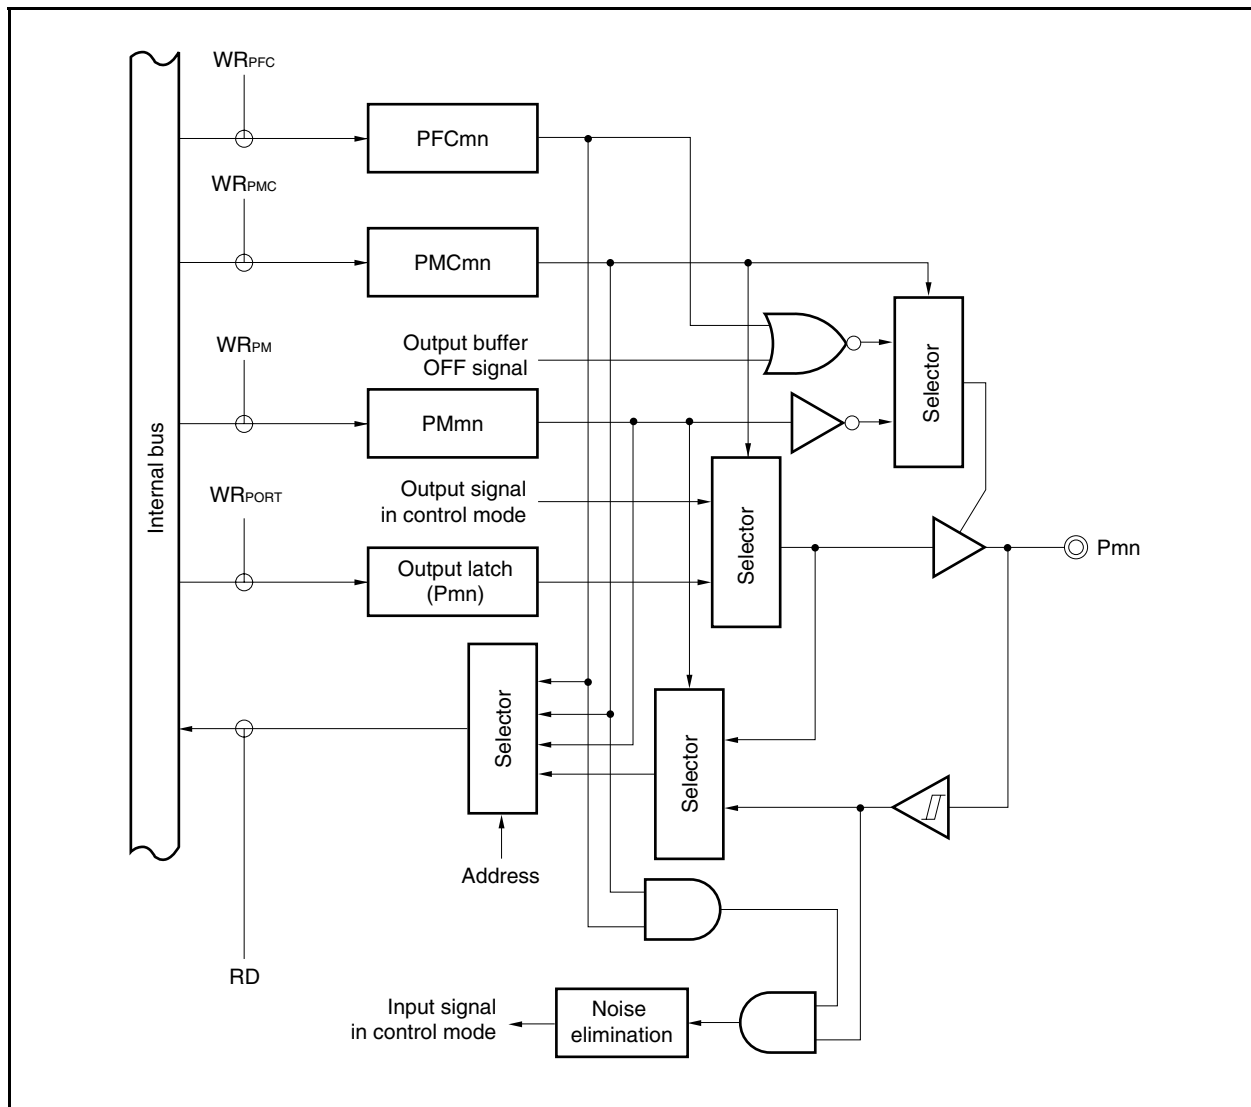 WRPFC
PFCmn
WRPMC
PMCmn
Output buffer
OFF signal
Selector
WRPM
PMmn
Internal bus
Output signal
in control mode
Selector
WRPORT
Output latch
(Pmn)
Pmn
Selector
Selector
Address
RD
Input signal
in control mode
Noise
elimination